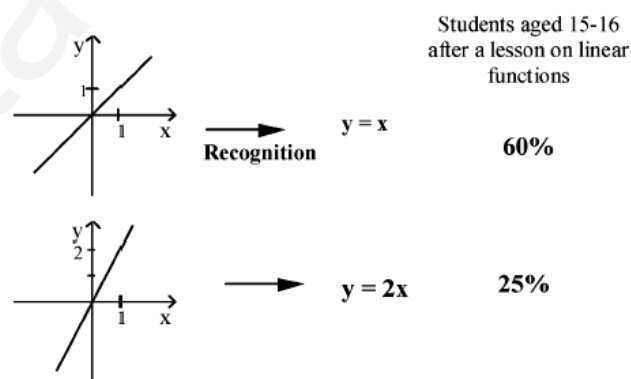 Students aged 15-16
after a lesson on linear
functions
y
1
1
x
Recognition
y = x
60%
y
2
1
x
y = 2x
25%